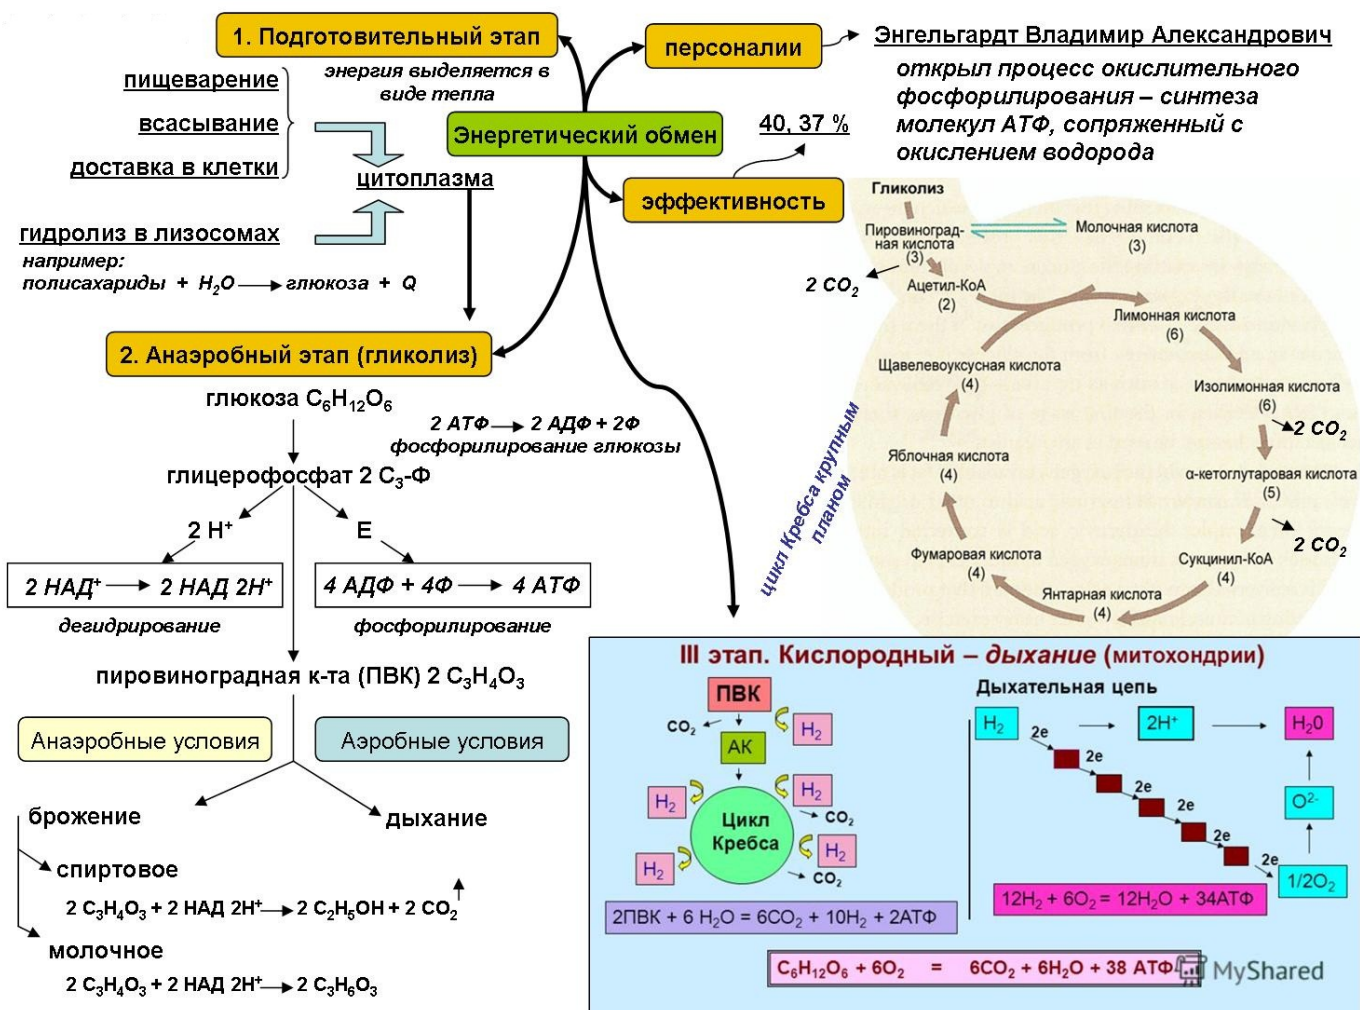 1. Подготовительный этап
энергия выделяется в
виде тепла
пищеварение
всасывание
доставка в клетки
цитоплазма
гидролиз в лизосомах
например:
полисахариды + H₂O → глюкоза + Q
Энергетический обмен
персоналии
Энгельгардт Владимир Александрович
открыл процесс окислительного
фосфорилирования – синтеза
молекул АТФ, сопряженный с
окислением водорода
40, 37 %
эффективность
Гликолиз
Пировиноград-
ная кислота
(3)
Молочная кислота
(3)
2 CO₂
Ацетил-КоА
(2)
Лимонная кислота
(6)
Изолимонная кислота
(6)
2 CO₂
α-кетоглутаровая кислота
(5)
2 CO₂
Сукцинил-КоА
(4)
Янтарная кислота
(4)
Фумаровая кислота
(4)
Яблочная кислота
(4)
Щавелевоуксусная кислота
(4)
цикл Кребса крупным
планом
2. Анаэробный этап (гликолиз)
глюкоза C₆H₁₂O₆
2 АТФ → 2 АДФ + 2Ф
фосфорилирование глюкозы
глицерофосфат 2 С₃-Ф
2 H⁺
E
2 НАД⁺ → 2 НАД 2Н⁺
4 АДФ + 4Ф → 4 АТФ
дегидрирование
фосфорилирование
пировиноградная к-та (ПВК) 2 C₃H₄O₃
Анаэробные условия
Аэробные условия
брожение
дыхание
спиртовое
2 C₃H₄O₃ + 2 НАД 2Н⁺ → 2 C₂H₅OH + 2 CO₂↑
молочное
2 C₃H₄O₃ + 2 НАД 2Н⁺ → 2 C₃H₆O₃
III этап. Кислородный – дыхание (митохондрии)
ПВК
CO₂
H₂
АК
H₂
H₂
Цикл
Кребса
CO₂
H₂
H₂
CO₂
2ПВК + 6 H₂O = 6CO₂ + 10H₂ + 2АТФ
Дыхательная цепь
H₂
2H⁺
H₂0
2e
2e
2e
2e
2e
2e
O²⁻
1/2O₂
12H₂ + 6O₂ = 12H₂O + 34АТФ
C₆H₁₂O₆ + 6O₂ = 6CO₂ + 6H₂O + 38 АТФ
MyShared